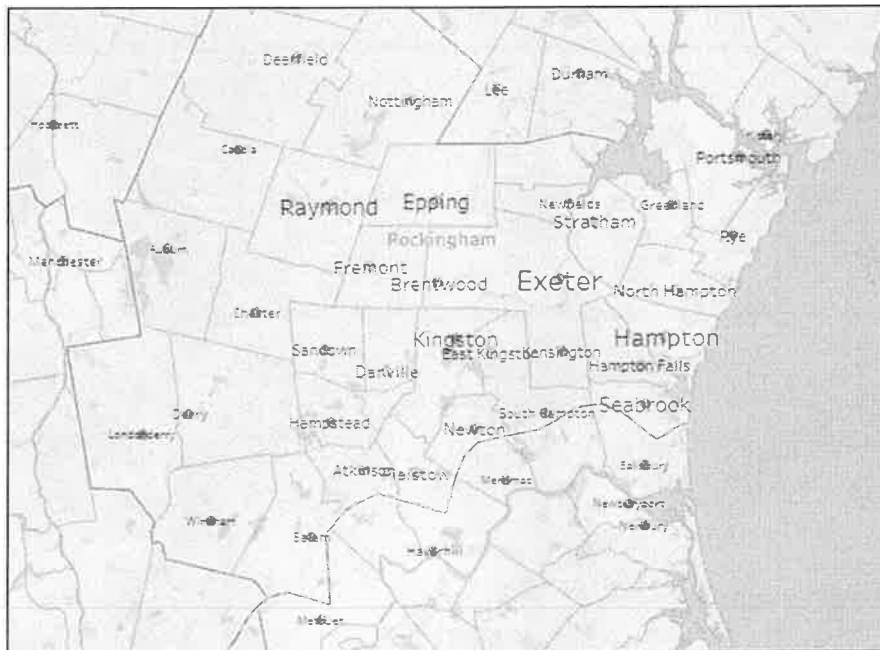 Deerfield
Durham
Lee
Nottingham
Hooksett
Candia
Portsmouth
Raymond
Epping
Newfields
Greenland
Stratham
Rye
Rockingham
Auburn
Manchester
Fremont
Brentwood
Exeter
North Hampton
Chester
Kingston
Hampton
Sandown
East Kingston
Kensington
Hampton Falls
Danville
Seabrook
Derry
South Hampton
Hampstead
Newton
Londonderry
Atkinson
Plaistow
Salisbury
Merrimac
Newburyport
Windham
Newbury
Salem
Haverhill
Methuen